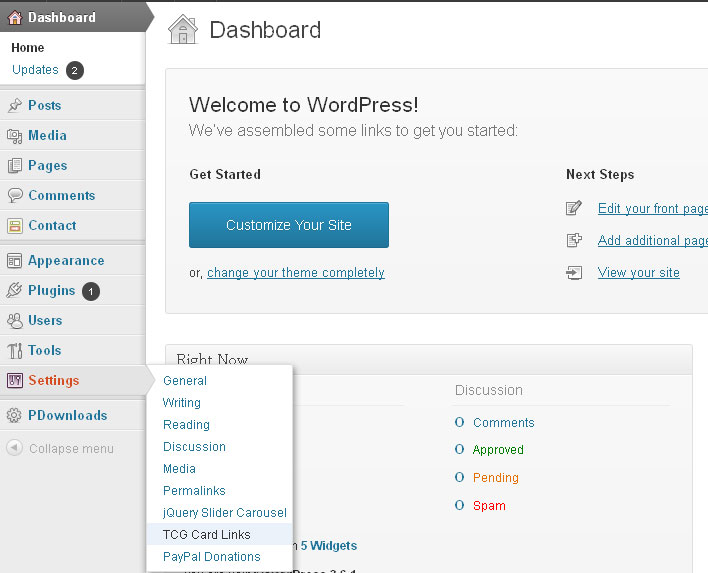 Dashboard
Home
Updates 2
Posts
Media
Pages
Comments
Contact
Appearance
Plugins 1
Users
Tools
Settings
PDownloads
Collapse menu
General
Writing
Reading
Discussion
Media
Permalinks
jQuery Slider Carousel
TCG Card Links
PayPal Donations
Dashboard
Welcome to WordPress!
We've assembled some links to get you started:
Get Started
Customize Your Site
or, change your theme completely
Next Steps
Edit your front page
Add additional page
View your site
Right Now
Discussion
0 Comments
0 Approved
0 Pending
0 Spam
5 Widgets